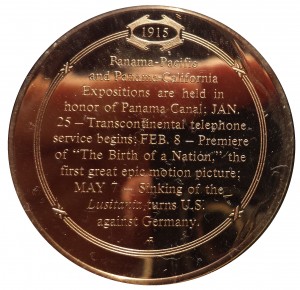 1915
Panama-Pacific
and Panama-California
Expositions are held in
honor of Panama Canal; JAN.
25 – Transcontinental telephone
service begins; FEB. 8 – Premiere
of "The Birth of a Nation," the
first great epic motion picture;
MAY 7 – Sinking of the
Lusitania turns U.S.
against Germany.